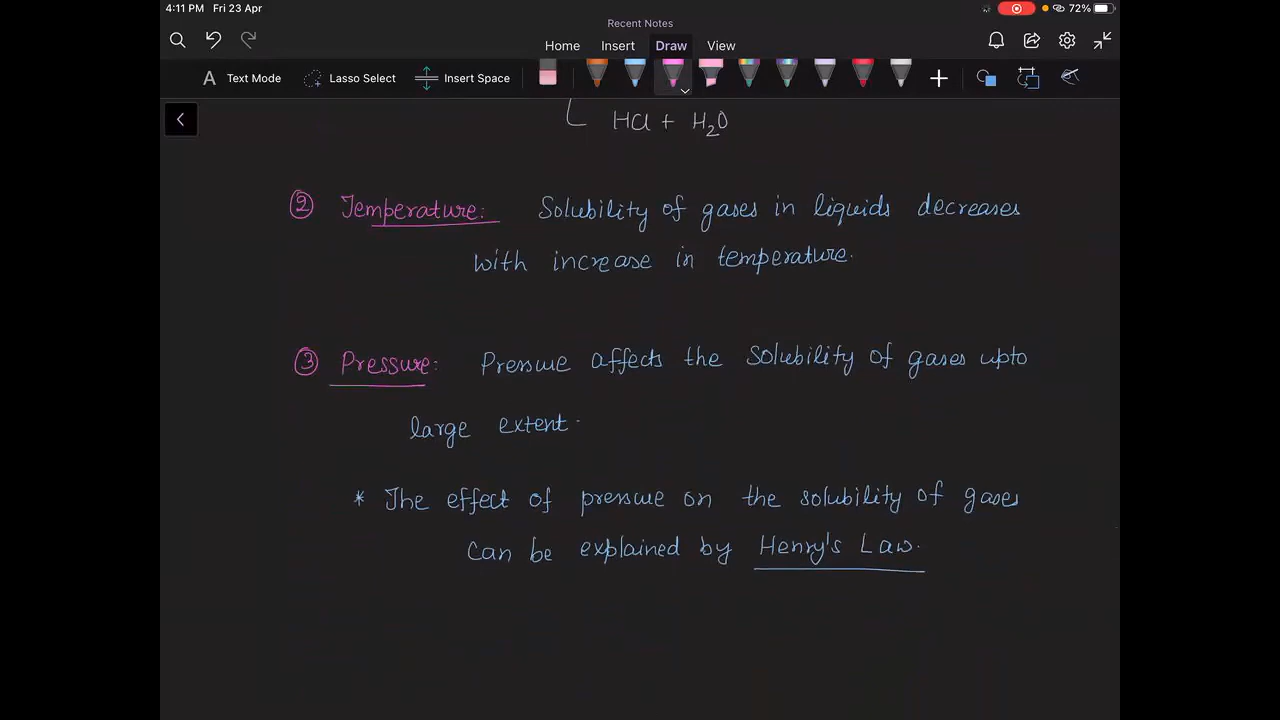 4:11 PM Fri 23 Apr
72%
Recent Notes
Home Insert Draw View
Text Mode Lasso Select Insert Space
HCl + H2O
② Temperature: Solubility of gases in liquids decreases
with increase in temperature.
③ Pressure: Pressure affects the solubility of gases upto
large extent.
* The effect of pressure on the solubility of gases
can be explained by Henry's Law.